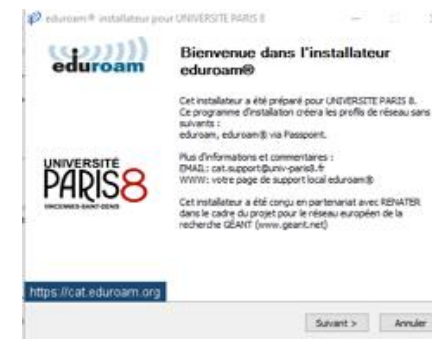 eduroam® installateur pour UNIVERSITE PARIS 8
eduroam
Bienvenue dans l'installateur
eduroam®
Cet installateur a été préparé pour UNIVERSITE PARIS 8.
Ce programme d'installation créera les profils de réseau sans
suivants :
eduroam, eduroam® via Passpoint.
Plus d'informations et commentaires :
EMAIL: cat.support@univ-paris8.fr
WWW: votre page de support local eduroam®
Cet installateur a été conçu en partenariat avec RENATER
dans le cadre du projet pour le réseau européen de la
recherche GÉANT (www.geant.net)
UNIVERSITÉ
PARIS8
VINCENNES-SAINT-DENIS
https://cat.eduroam.org
Suivant >
Annuler